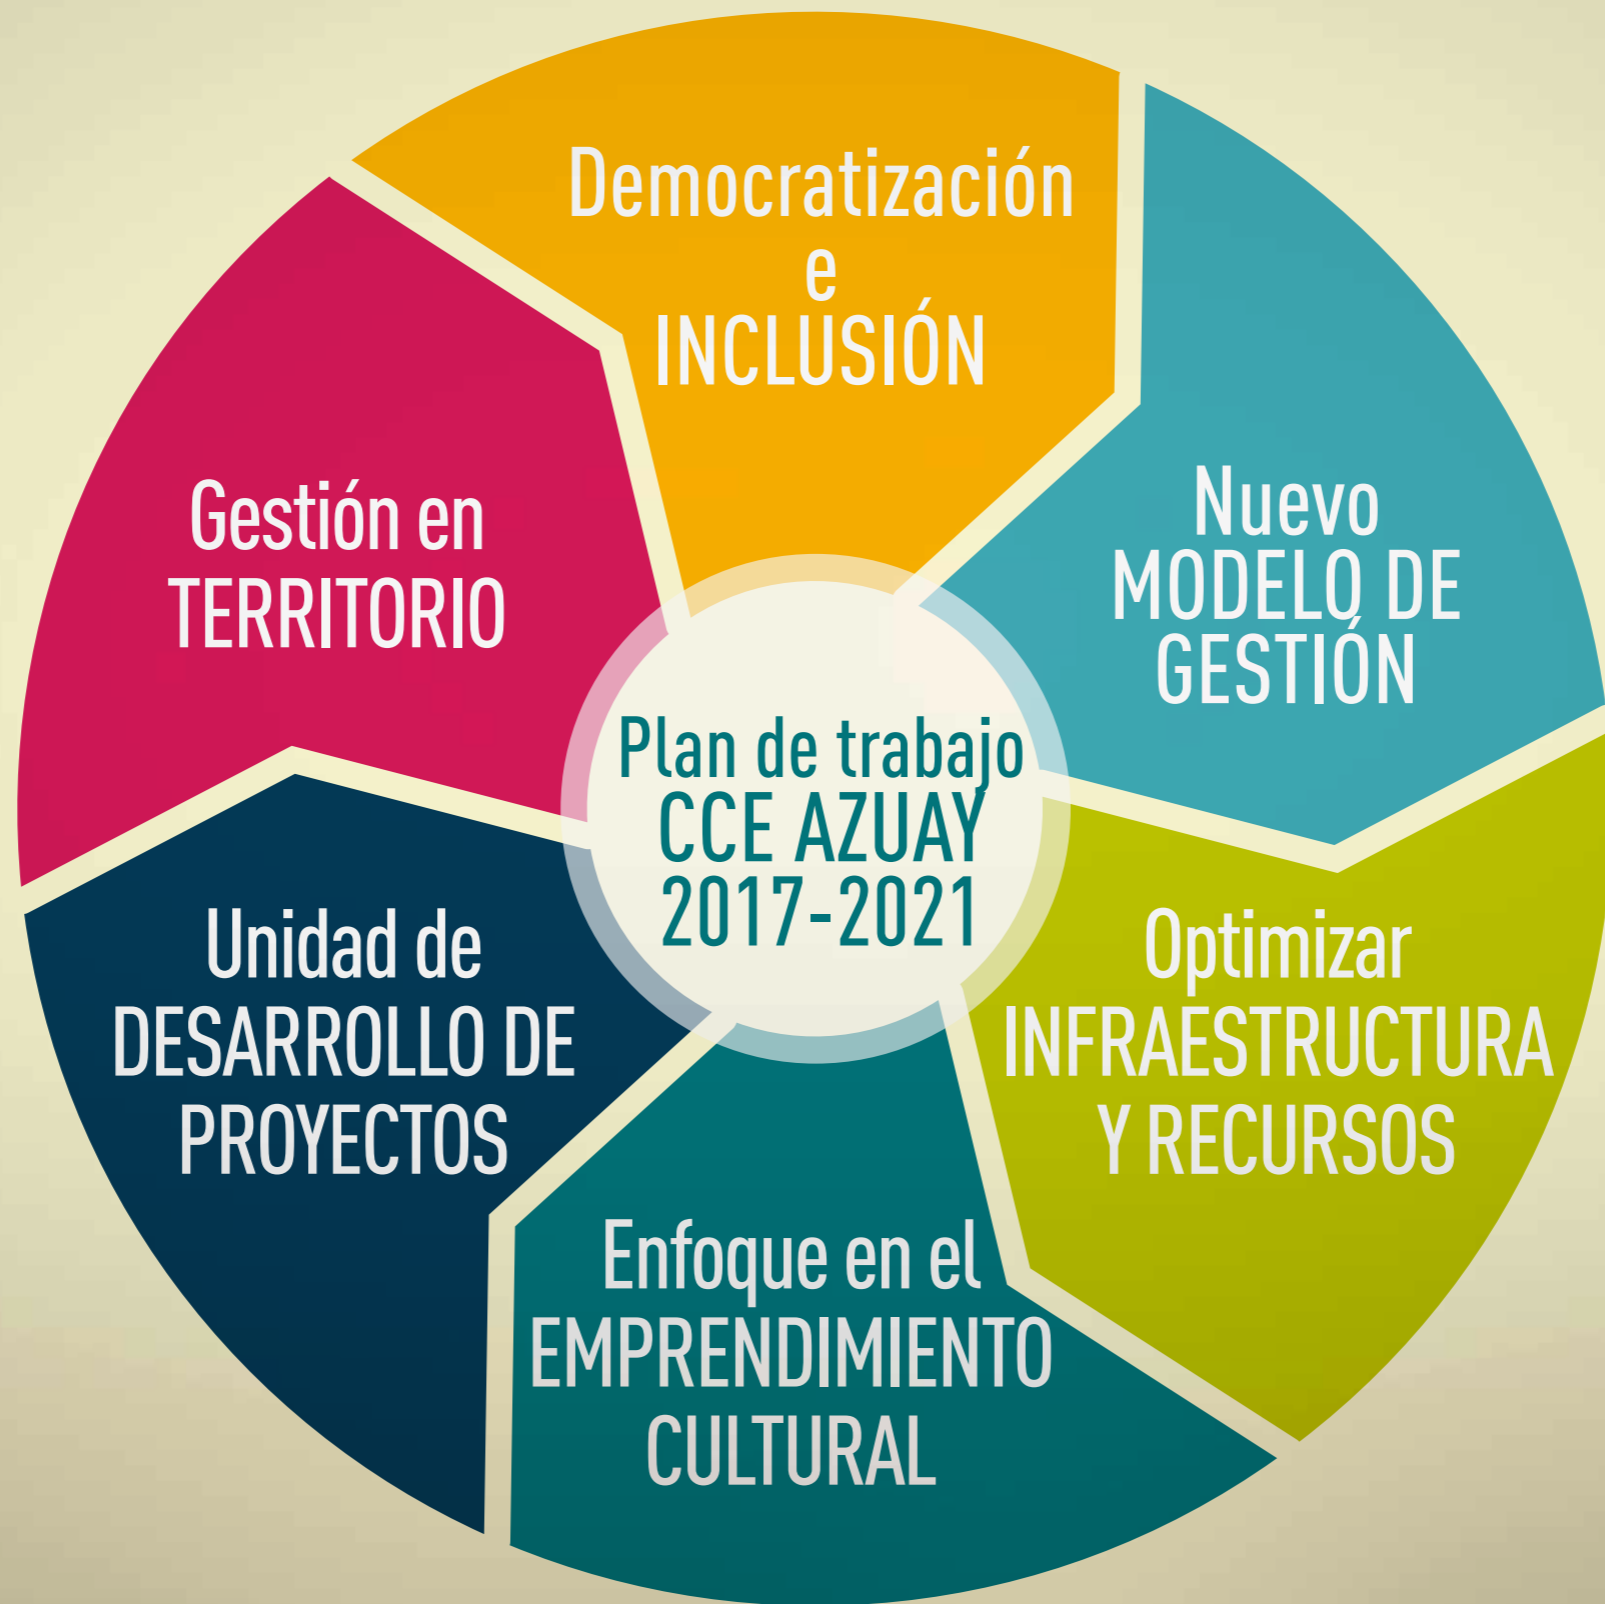 Democratización
e
INCLUSIÓN
Nuevo
MODELO DE
GESTIÓN
Optimizar
INFRAESTRUCTURA
Y RECURSOS
Enfoque en el
EMPRENDIMIENTO
CULTURAL
Unidad de
DESARROLLO DE
PROYECTOS
Gestión en
TERRITORIO
Plan de trabajo
CCE AZUAY
2017-2021